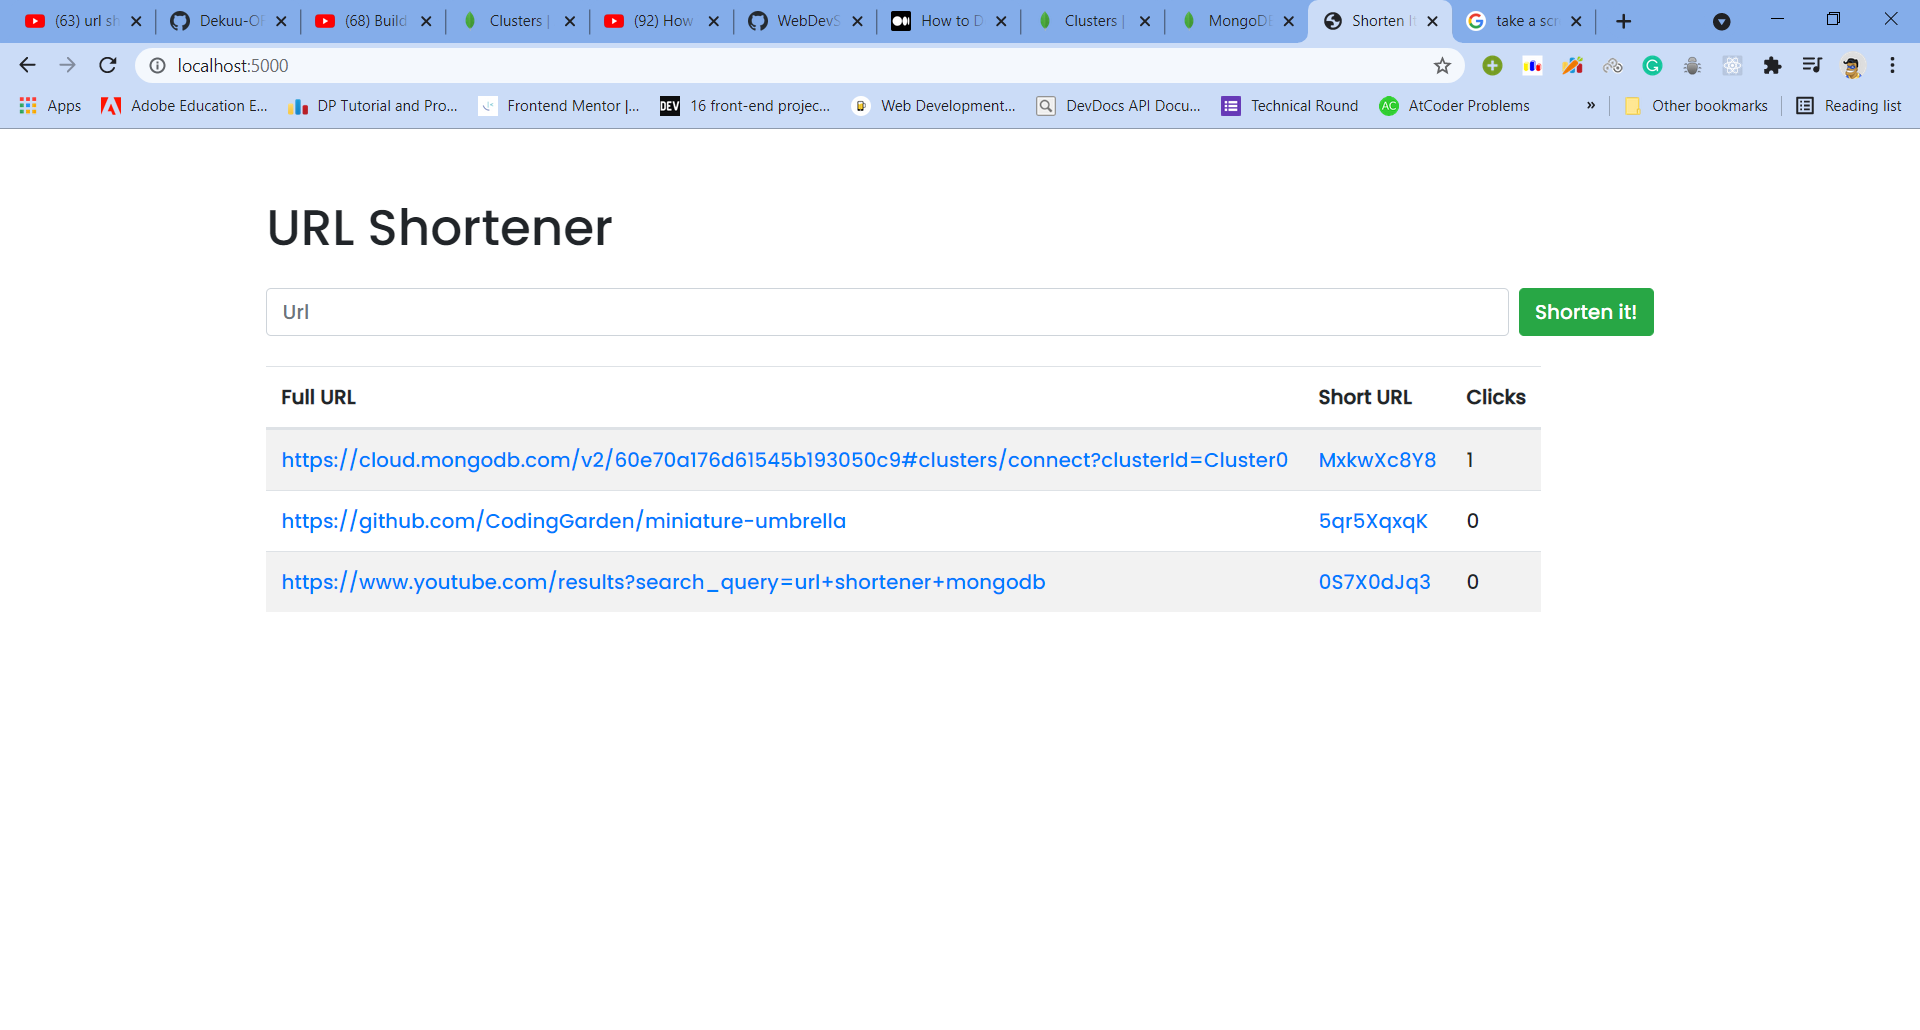 (63) url sh
Dekuu-O
(68) Build
Clusters |
(92) How
WebDevS
How to D
Clusters |
MongoDB
Shorten It
take a scr
localhost:5000
Apps
Adobe Education E...
DP Tutorial and Pro...
Frontend Mentor |...
DEV
16 front-end projec...
Web Development...
DevDocs API Docu...
Technical Round
AC
AtCoder Problems
»
Other bookmarks
Reading list
URL Shortener
Url
Shorten it!
Full URL Short URL Clicks
https://cloud.mongodb.com/v2/60e70a176d61545b193050c9#clusters/connect?clusterId=Cluster0 MxkwXc8Y8 1
https://github.com/CodingGarden/miniature-umbrella 5qr5XqxqK 0
https://www.youtube.com/results?search_query=url+shortener+mongodb 0S7X0dJq3 0